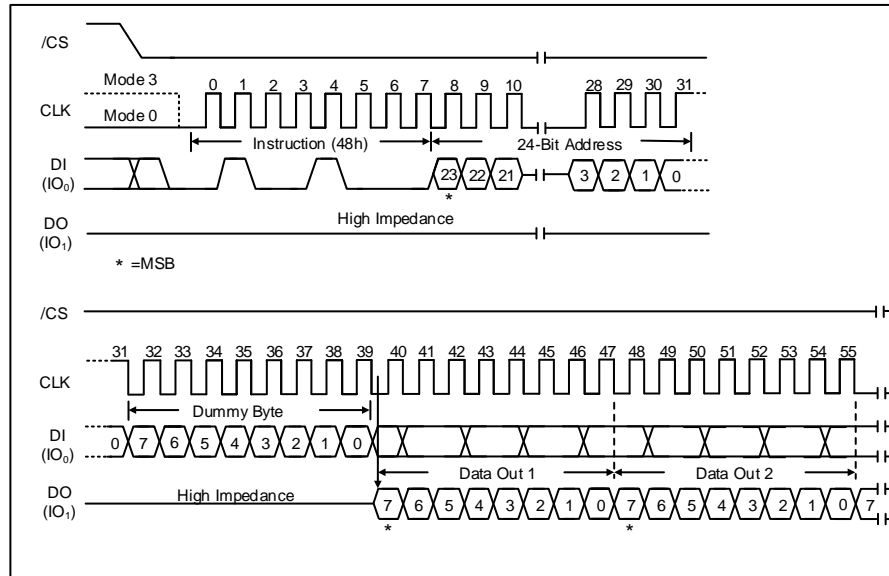 /CS
Mode 3
0 1 2 3 4 5 6 7 8 9 10 28 29 30 31
CLK
Mode 0
Instruction (48h) 24-Bit Address
DI
(IO0)
23 22 21 3 2 1 0
*
High Impedance
DO
(IO1)
* =MSB
/CS
31 32 33 34 35 36 37 38 39 40 41 42 43 44 45 46 47 48 49 50 51 52 53 54 55
CLK
Dummy Byte
DI
(IO0)
0 7 6 5 4 3 2 1 0
Data Out 1 Data Out 2
High Impedance
DO
(IO1)
7 6 5 4 3 2 1 0 7 6 5 4 3 2 1 0 7
* *